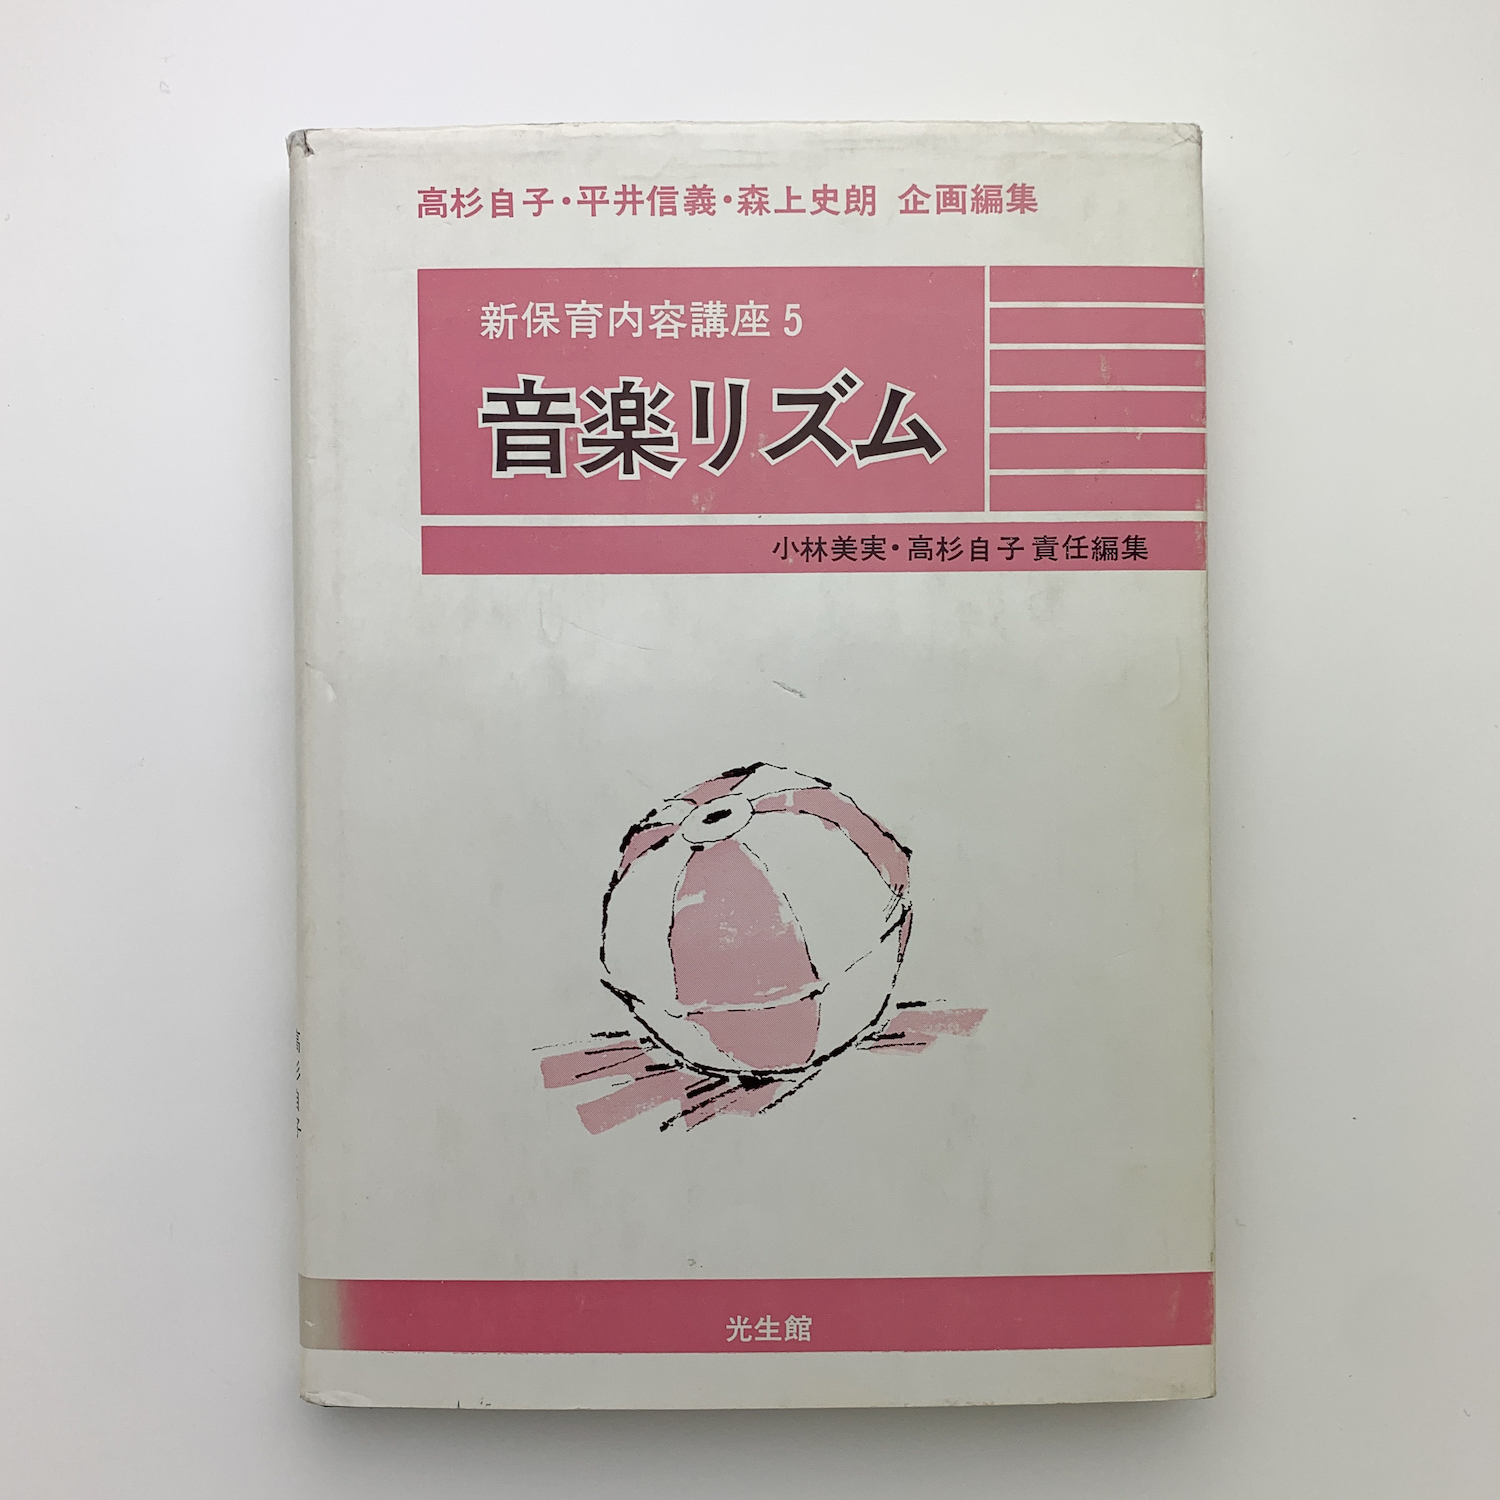 高杉自子・平井信義・森上史朗 企画編集
新保育内容講座5
音楽リズム
小林美実・高杉自子 責任編集
光生館